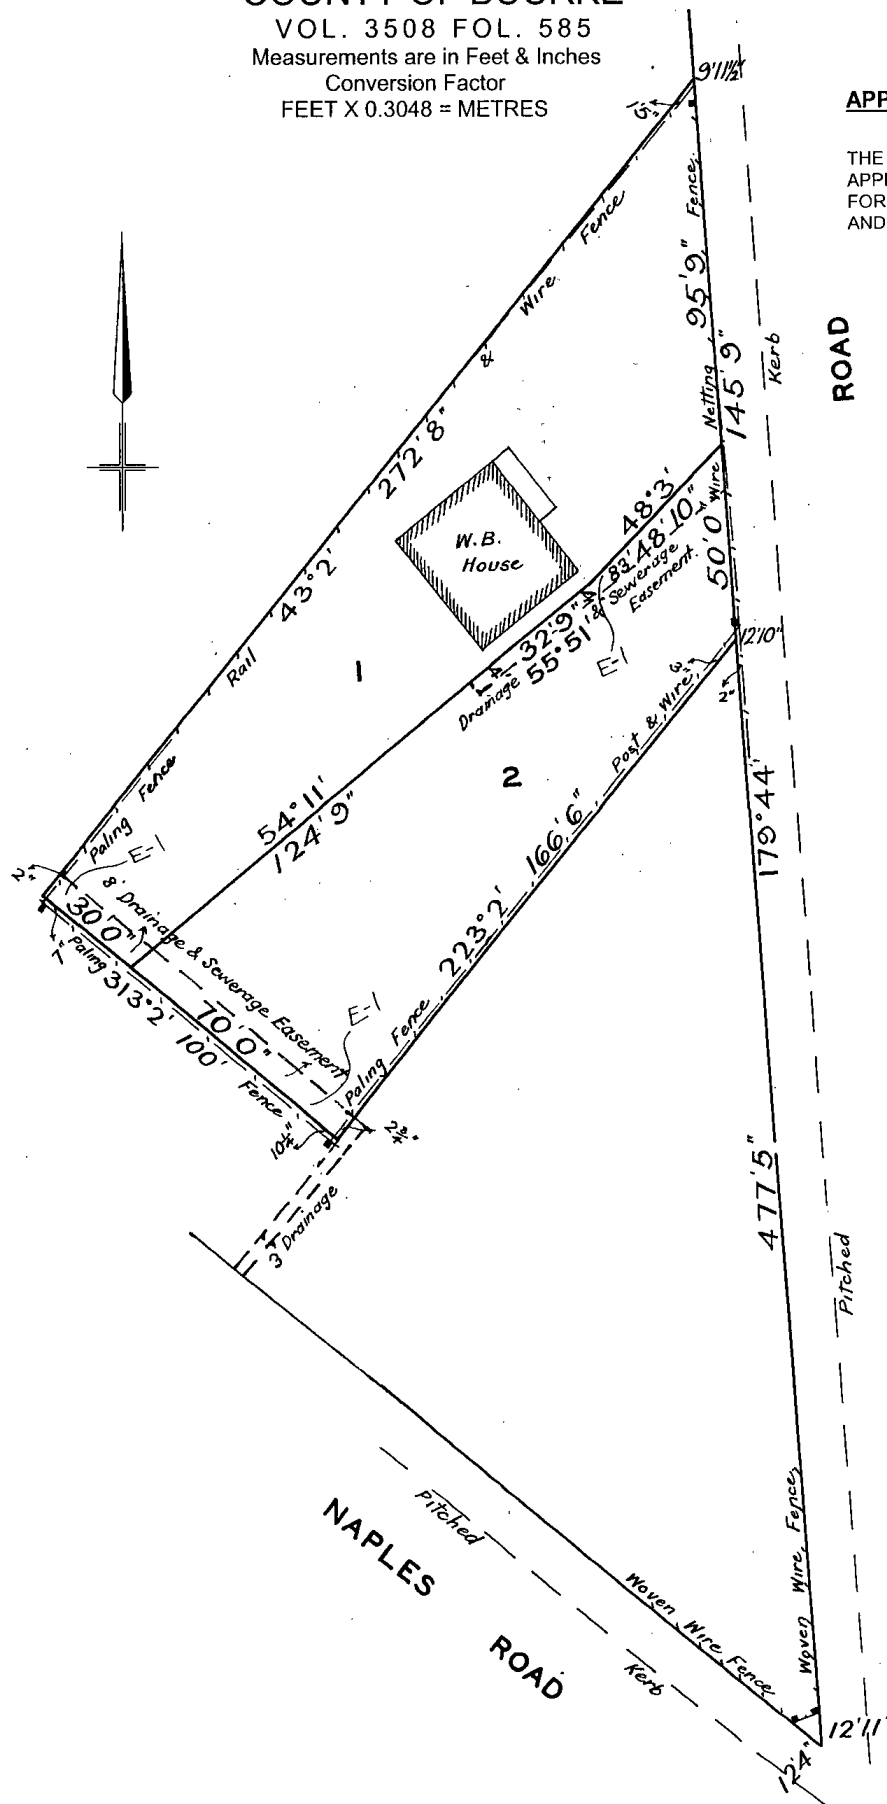 VOL. 3508 FOL. 585
Measurements are in Feet & Inches
Conversion Factor
FEET X 0.3048 = METRES
9'11½"
1'5"
THE
FOR
AND
Fence
95'9"
Netting
Wire
145'9"
Kerb
ROAD
Rail & Wire Fence
272'8"
43°2'
W.B.
House
48°3'
48'10"
83'
50'0
& Sewerage
Easement
32'9"
55°51'
Drainage
4'
E-1
12'10"
3"
2"
1
2
Post & Wire
54°11'
124'9"
166'6"
223°2'
179°44'
Paling Fence
E-1
2"
8' Drainage & Sewerage Easement
30'0"
7"
Paling
313°2'
70'0"
100'
Fence
E-1
Paling Fence
10¼"
3' Drainage
477'5"
Pitched
Pitched
NAPLES
ROAD
Kerb
Woven Wire Fence
Woven Wire Fence
12'11"
12'4"